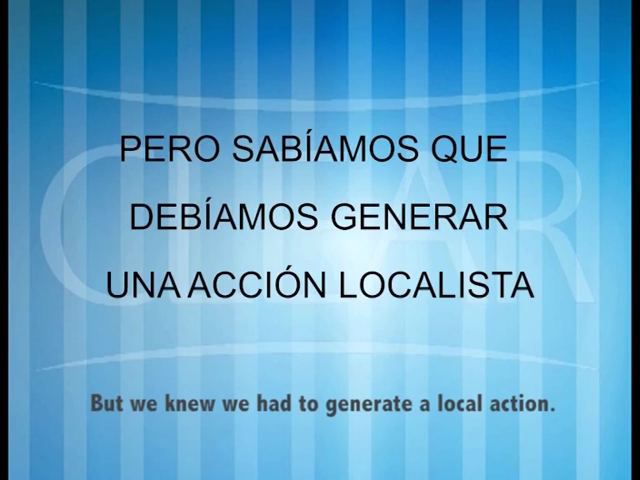 PERO SABÍAMOS QUE
DEBÍAMOS GENERAR
UNA ACCIÓN LOCALISTA
But we knew we had to generate a local action.